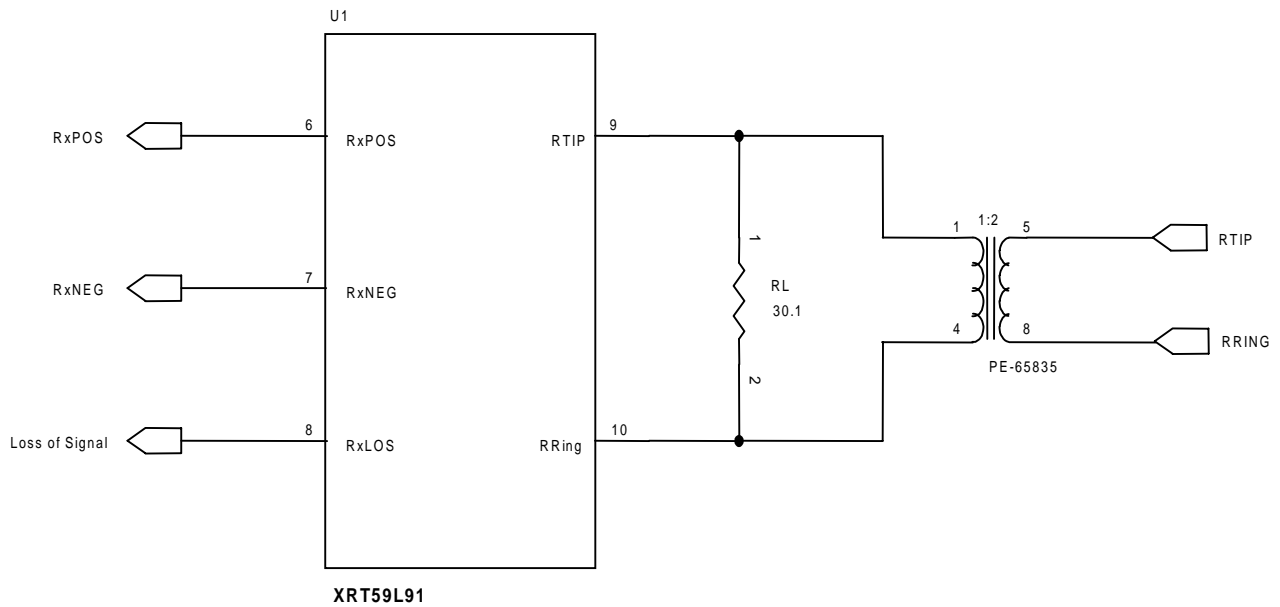 U1
6
9
RxPOS
RxPOS
RTIP
1:2
1
5
1
RTIP
7
RL
RxNEG
RxNEG
30.1
4
8
RRING
PE-65835
2
8
10
Loss of Signal
RxLOS
RRing
XRT59L91